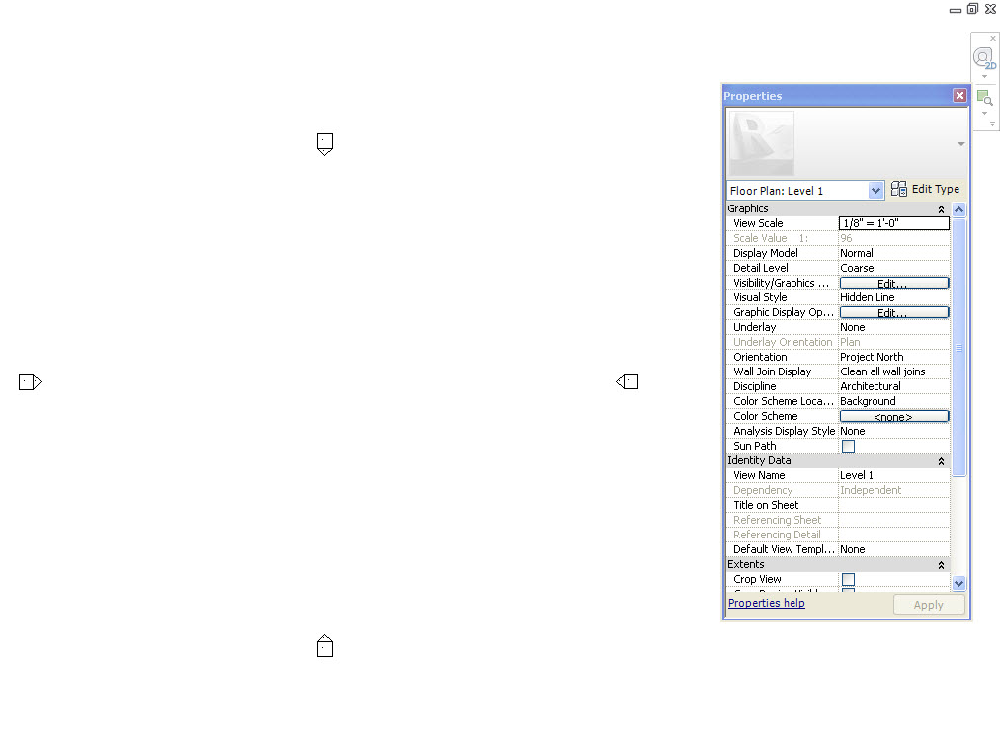 2D
Properties
R
Floor Plan: Level 1
Edit Type
Graphics
View Scale 1/8" = 1'-0"
Scale Value 1: 96
Display Model Normal
Detail Level Coarse
Visibility/Graphics ... Edit...
Visual Style Hidden Line
Graphic Display Op... Edit...
Underlay None
Underlay Orientation Plan
Orientation Project North
Wall Join Display Clean all wall joins
Discipline Architectural
Color Scheme Loca... Background
Color Scheme <none>
Analysis Display Style None
Sun Path
Identity Data
View Name Level 1
Dependency Independent
Title on Sheet
Referencing Sheet
Referencing Detail
Default View Templ... None
Extents
Crop View
Properties help
Apply